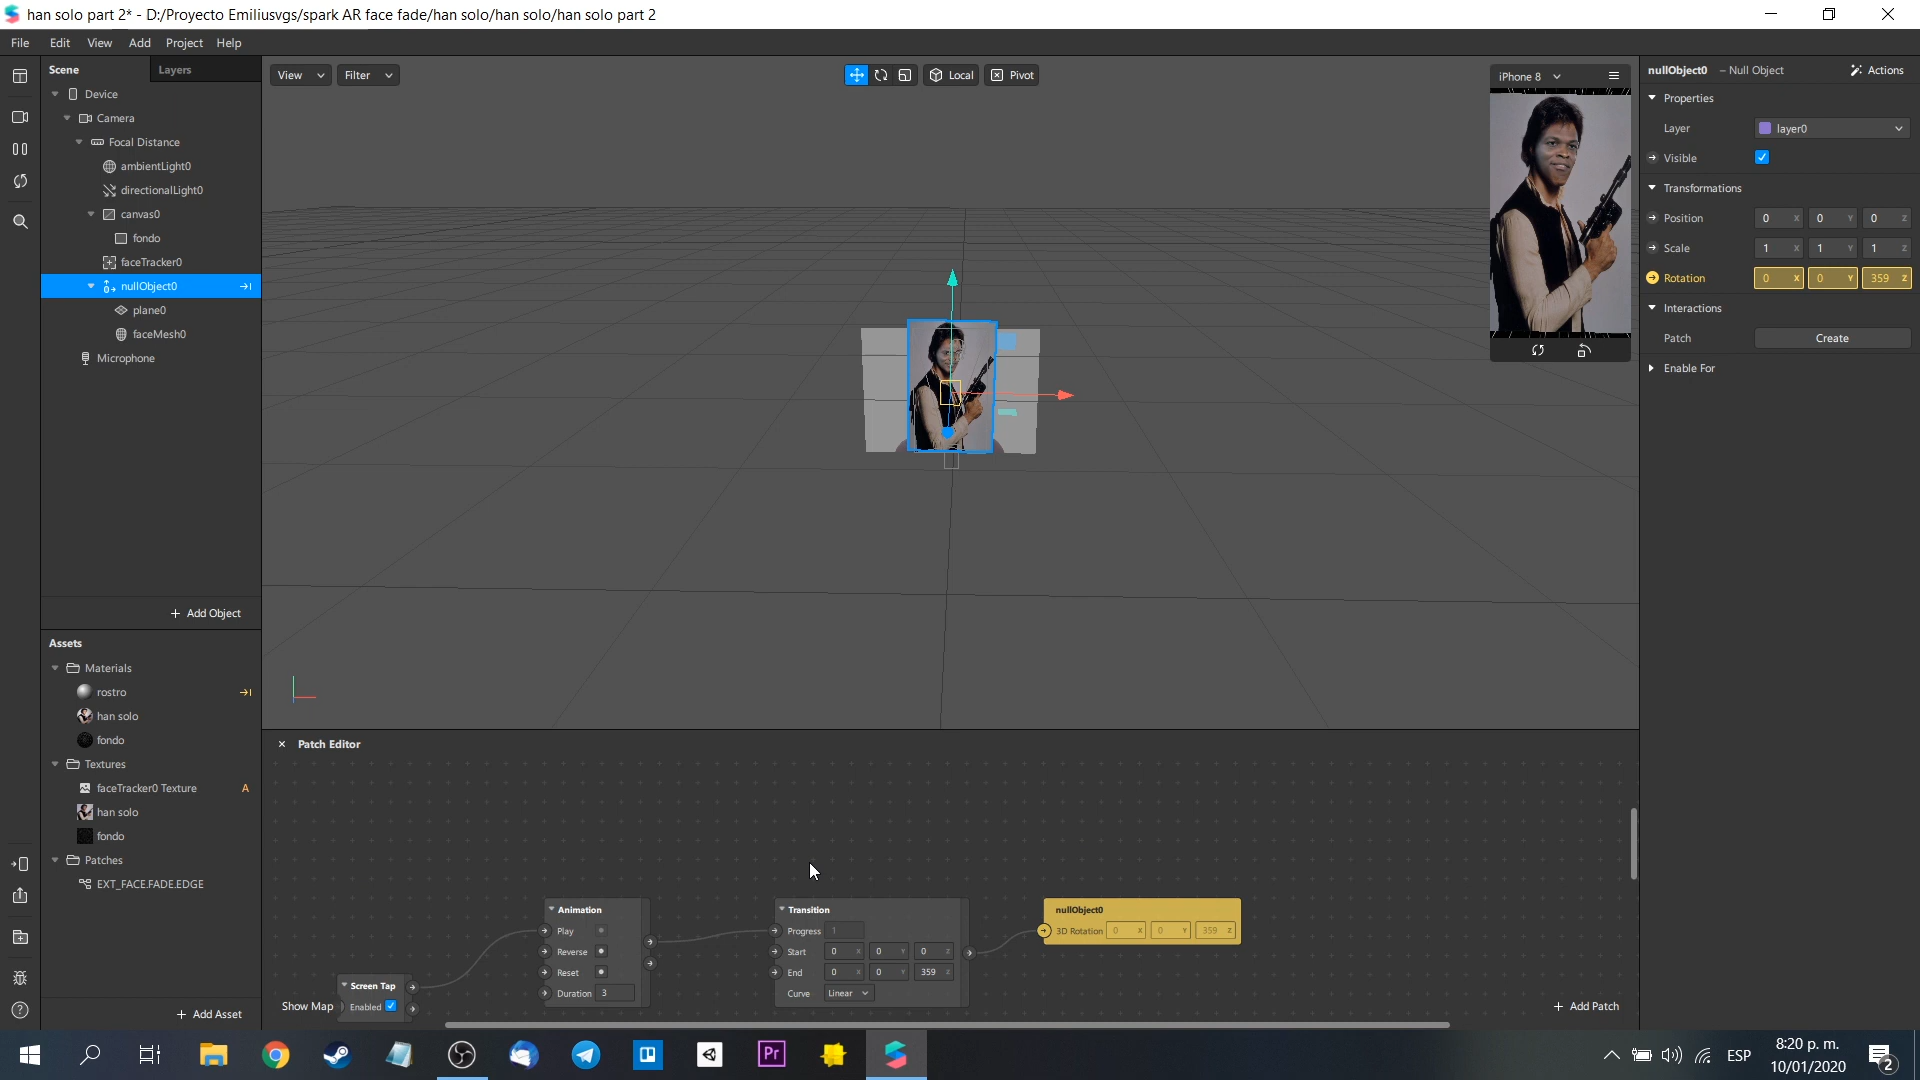 han solo part 2* - D:/Proyecto Emiliusvgs/spark AR face fade/han solo/han solo/han solo part 2
File Edit View Add Project Help
Scene Layers
Device
Camera
Focal Distance
ambientLight0
directionalLight0
canvas0
fondo
faceTracker0
nullObject0
plane0
faceMesh0
Microphone
+ Add Object
Assets
Materials
rostro
han solo
fondo
Textures
faceTracker0 Texture A
han solo
fondo
Patches
EXT_FACE.FADE.EDGE
+ Add Asset
View Filter
Local Pivot
iPhone 8
nullObject0 – Null Object Actions
Properties
Layer layer0
Visible
Transformations
Position 0 X 0 Y 0 Z
Scale 1 X 1 Y 1 Z
Rotation 0 X 0 Y 359 Z
Interactions
Patch Create
Enable For
× Patch Editor
Screen Tap
Enabled
Animation
Play
Reverse
Reset
Duration 3
Transition
Progress 1
Start 0 X 0 Y 0 Z
End 0 X 0 Y 359 Z
Curve Linear
nullObject0
3D Rotation 0 X 0 Y 359 Z
Show Map
+ Add Patch
Pr
ESP
8:20 p. m.
10/01/2020
2